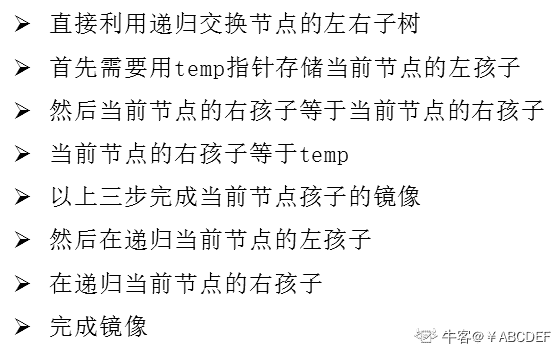 ➢ 直接利用递归交换节点的左右子树
➢ 首先需要用temp指针存储当前节点的左孩子
➢ 然后当前节点的右孩子等于当前节点的右孩子
➢ 当前节点的右孩子等于temp
➢ 以上三步完成当前节点孩子的镜像
➢ 然后在递归当前节点的左孩子
➢ 在递归当前节点的右孩子
➢ 完成镜像
牛客@￥ABCDEF